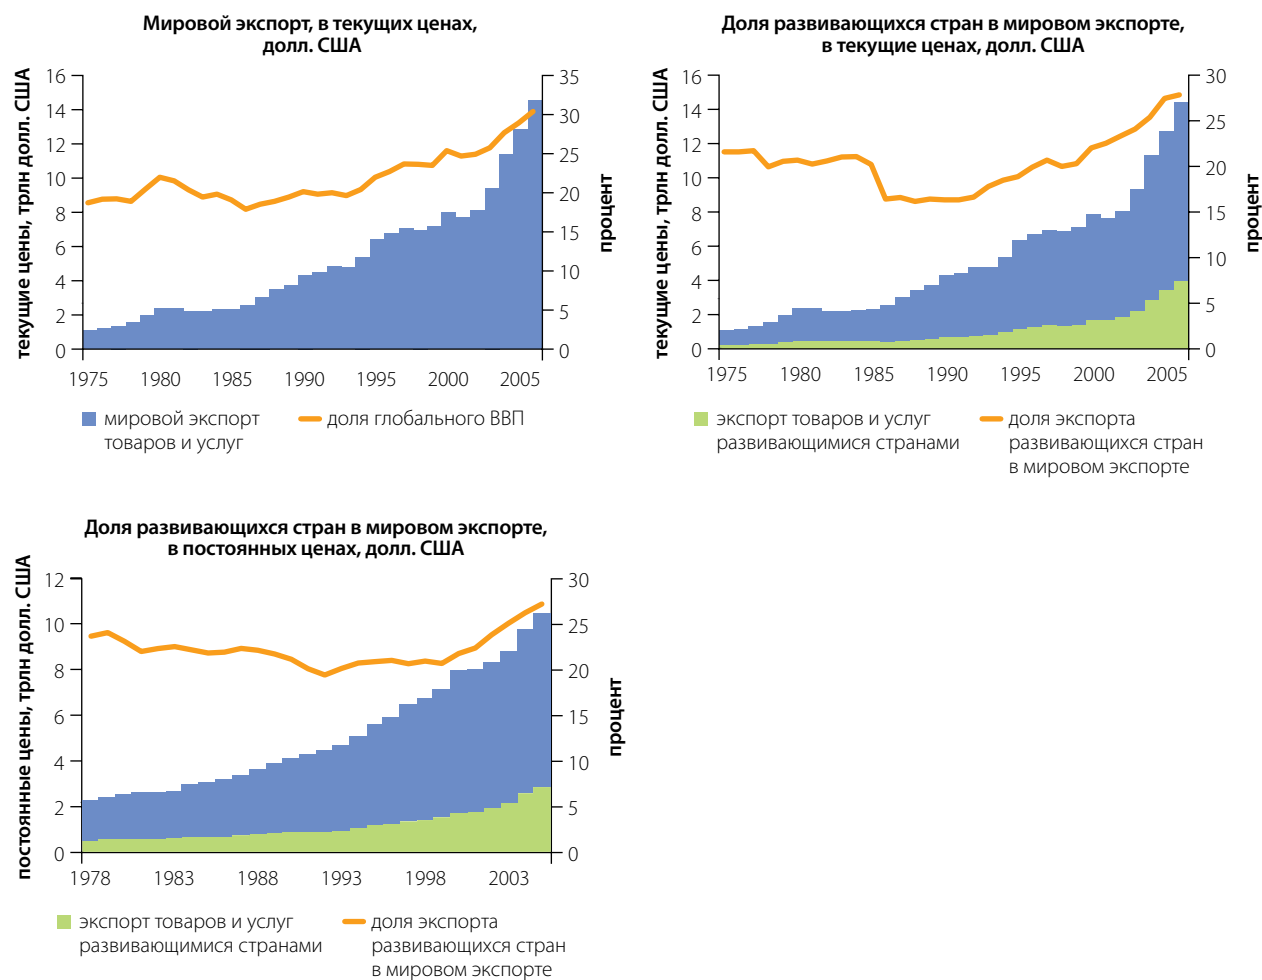 Мировой экспорт, в текущих ценах,
долл. США
текущие цены, трлн долл. США
16
14
12
10
8
6
4
2
0
35
30
25
20
15
10
5
0
процент
1975 1980 1985 1990 1995 2000 2005
мировой экспорт
товаров и услуг
доля глобального ВВП
Доля развивающихся стран в мировом экспорте,
в текущие ценах, долл. США
текущие цены, трлн долл. США
16
14
12
10
8
6
4
2
0
30
25
20
15
10
5
0
процент
1975 1980 1985 1990 1995 2000 2005
экспорт товаров и услуг
развивающимися странами
доля экспорта
развивающихся стран
в мировом экспорте
Доля развивающихся стран в мировом экспорте,
в постоянных ценах, долл. США
постоянные цены, трлн долл. США
12
10
8
6
4
2
0
30
25
20
15
10
5
0
процент
1978 1983 1988 1993 1998 2003
экспорт товаров и услуг
развивающимися странами
доля экспорта
развивающихся стран
в мировом экспорте